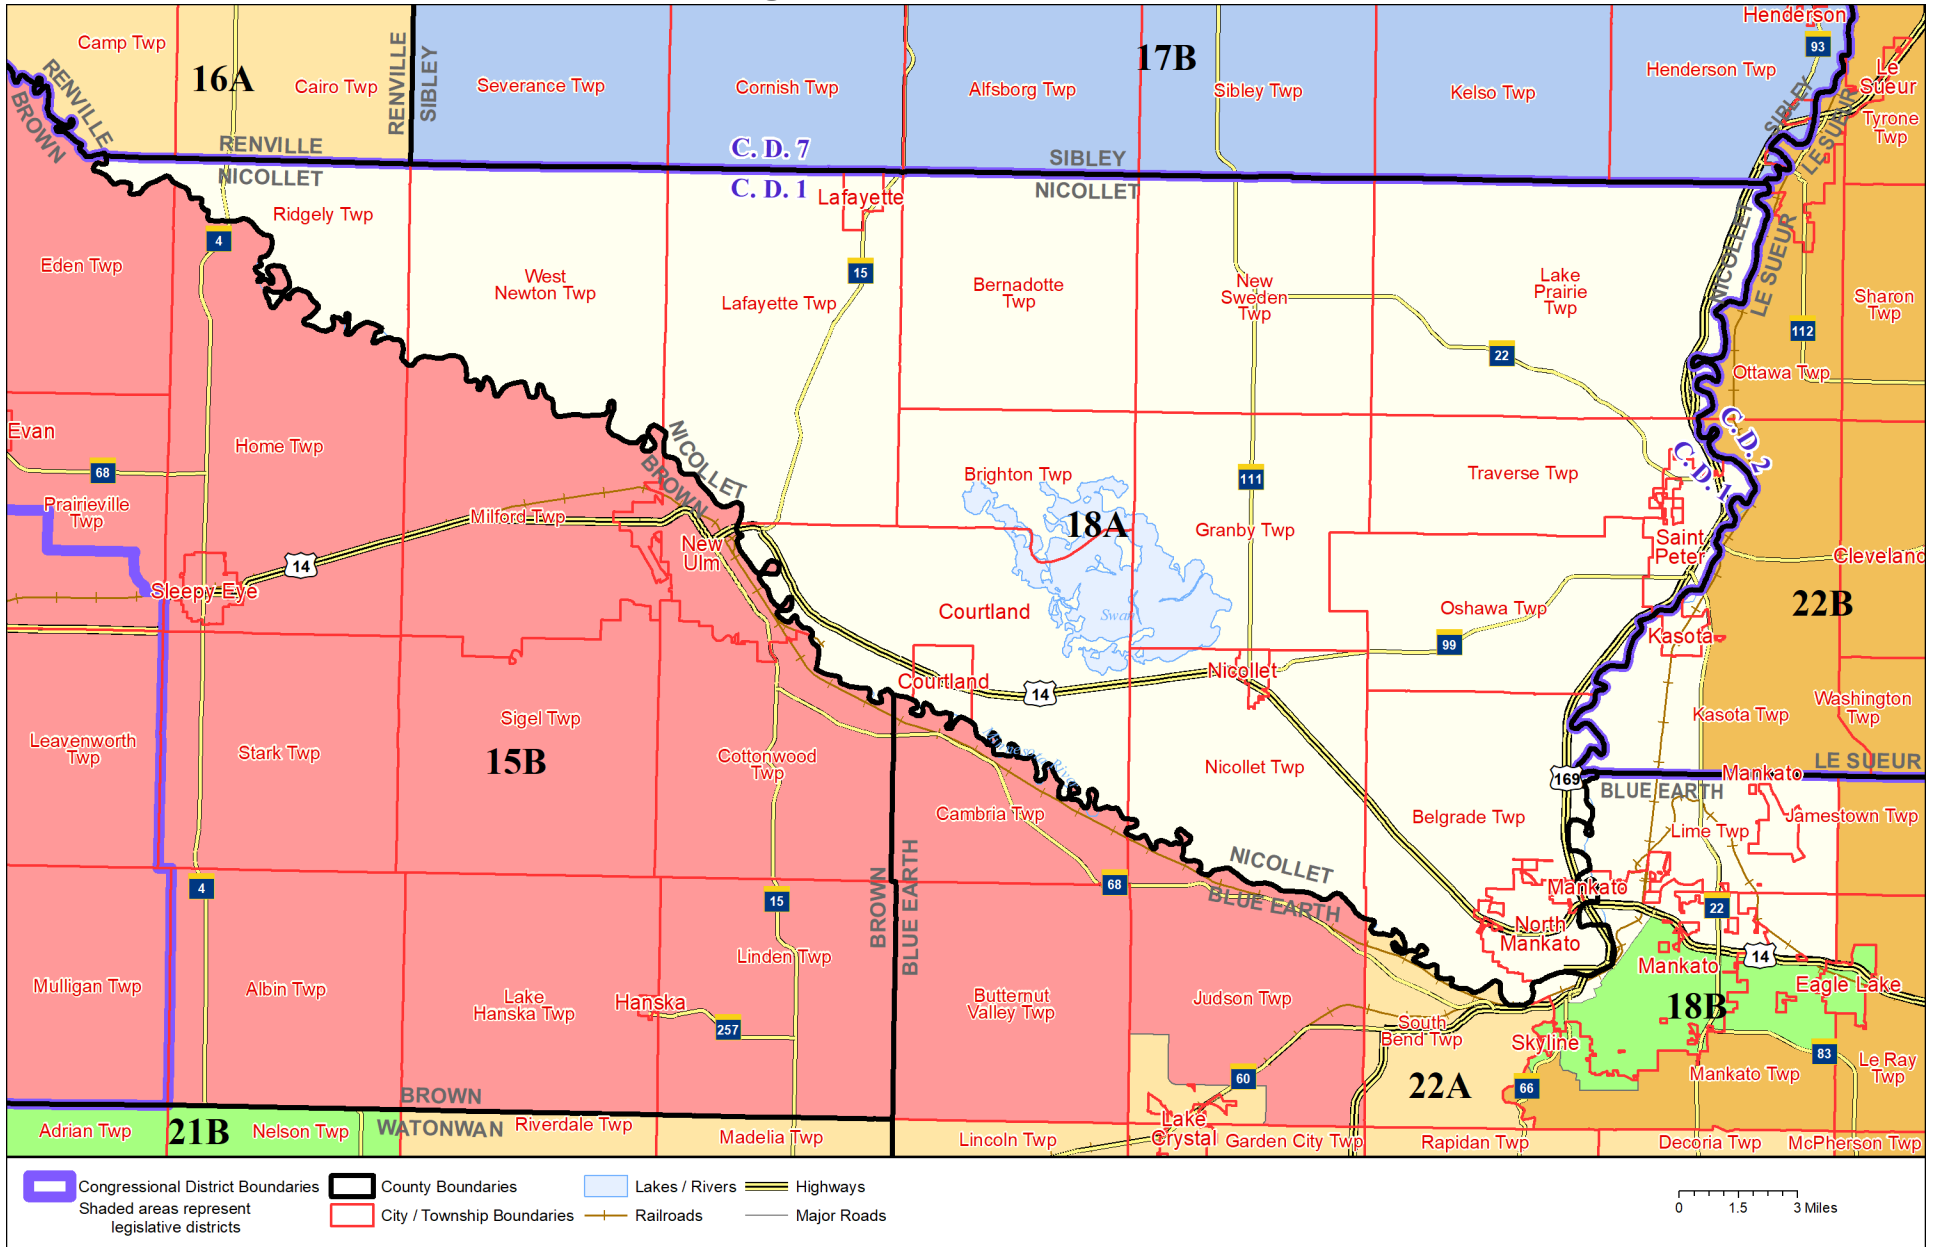 Camp Twp
16A
Cairo Twp
RENVILLE
SIBLEY
Severance Twp
Cornish Twp
Alfsborg Twp
17B
Sibley Twp
Kelso Twp
Henderson Twp
Henderson
93
Le
Sueur
Tyrone
Twp
SIBLEY
LE SUEUR
RENVILLE
BROWN
RENVILLE
NICOLLET
C. D. 7
C. D. 1
SIBLEY
NICOLLET
Ridgely Twp
Lafayette
4
Eden Twp
West
Newton Twp
15
Lafayette Twp
Bernadotte
Twp
New
Sweden
Twp
Lake
Prairie
Twp
22
NICOLLET
LE SUEUR
112
Sharon
Twp
Ottawa Twp
C. D. 2
C. D. 1
Evan
68
Home Twp
NICOLLET
BROWN
Brighton Twp
111
Traverse Twp
Prairieville
Twp
Milford Twp
New
Ulm
18A
Granby Twp
Saint
Peter
Cleveland
14
Sleepy Eye
Courtland
Swan
Oshawa Twp
22B
99
Kasota
Courtland
14
Nicollet
Leavenworth
Twp
Stark Twp
Sigel Twp
15B
Cottonwood
Twp
Minnesota River
Nicollet Twp
Kasota Twp
Washington
Twp
LE SUEUR
169
BLUE EARTH
Mankato
Cambria Twp
Belgrade Twp
Lime Twp
Jamestown Twp
4
15
BROWN
BLUE EARTH
68
NICOLLET
BLUE EARTH
Mankato
22
North
Mankato
Linden Twp
Mankato
14
Eagle Lake
Mulligan Twp
Albin Twp
Lake
Hanska Twp
Hanska
257
Butternut
Valley Twp
Judson Twp
18B
South
Bend Twp
Skyline
83
60
22A
66
Mankato Twp
Le Ray
Twp
BROWN
WATONWAN
Adrian Twp
21B
Nelson Twp
Riverdale Twp
Madelia Twp
Lincoln Twp
Lake
Crystal
Garden City Twp
Rapidan Twp
Decoria Twp
McPherson Twp
Congressional District Boundaries
Shaded areas represent
legislative districts
County Boundaries
City / Township Boundaries
Lakes / Rivers
Railroads
Highways
Major Roads
0 1.5 3 Miles